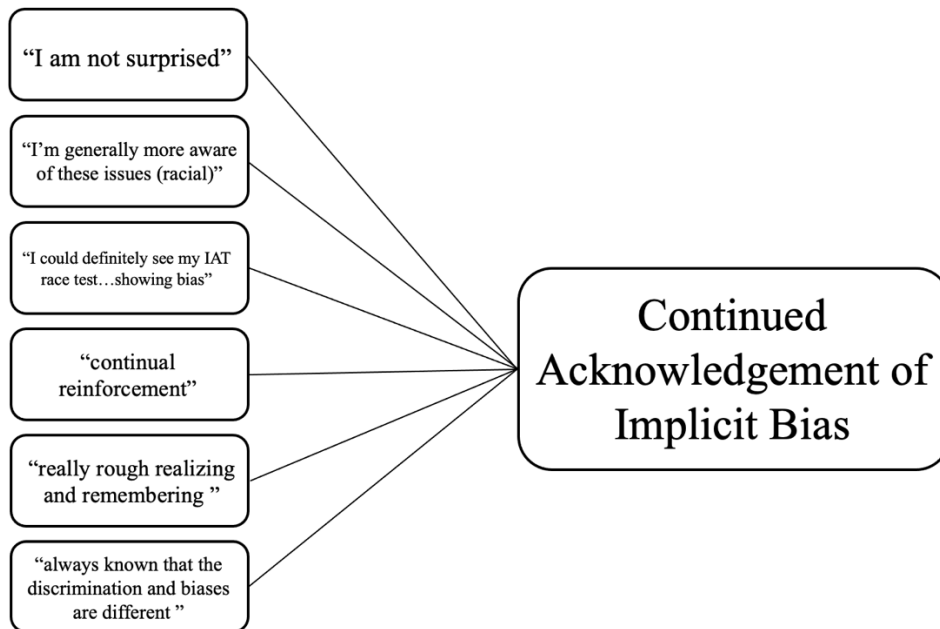 “I am not surprised”
“I’m generally more aware
of these issues (racial)”
“I could definitely see my IAT
race test…showing bias”
“continual
reinforcement”
“really rough realizing
and remembering ”
“always known that the
discrimination and biases
are different ”
Continued
Acknowledgement of
Implicit Bias